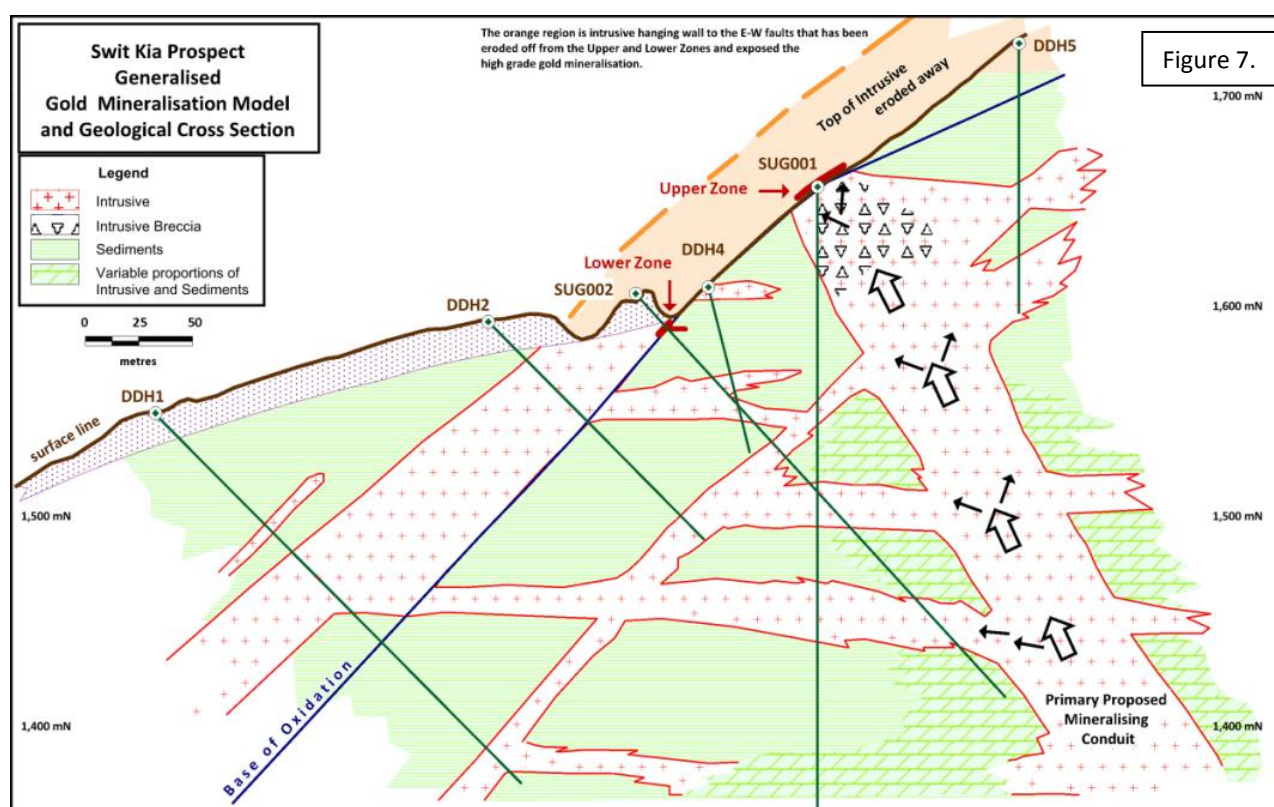 Swit Kia Prospect
Generalised
Gold Mineralisation Model
and Geological Cross Section
The orange region is intrusive hanging wall to the E-W faults that has been
eroded off from the Upper and Lower Zones and exposed the
high grade gold mineralisation.
Figure 7.
Legend
Intrusive
Intrusive Breccia
Sediments
Variable proportions of
Intrusive and Sediments
0 25 50
metres
DDH5
Top of Intrusive
eroded away
1,700 mN
SUG001
Upper Zone
DDH4
Lower Zone
SUG002
DDH2
1,600 mN
DDH1
surface line
1,500 mN
1,500 mN
Base of Oxidation
Primary Proposed
Mineralising
Conduit
1,400 mN
1,400 mN